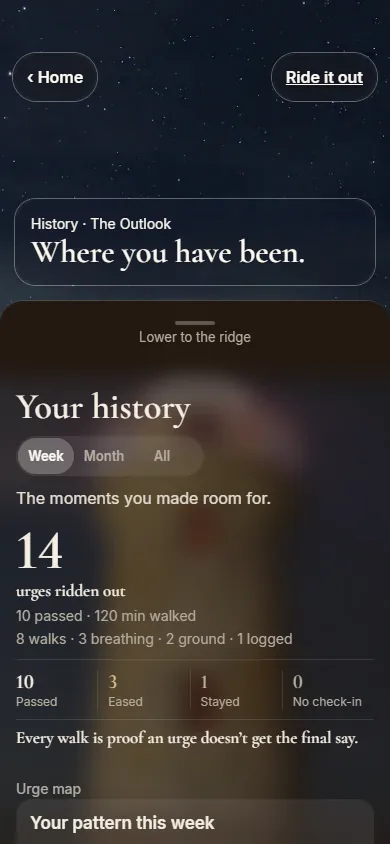 ‹ Home
Ride it out
History · The Outlook
Where you have been.
Lower to the ridge
Your history
Week Month All
The moments you made room for.
14
urges ridden out
10 passed · 120 min walked
8 walks · 3 breathing · 2 ground · 1 logged
10 3 1 0
Passed Eased Stayed No check-in
Every walk is proof an urge doesn't get the final say.
Urge map
Your pattern this week